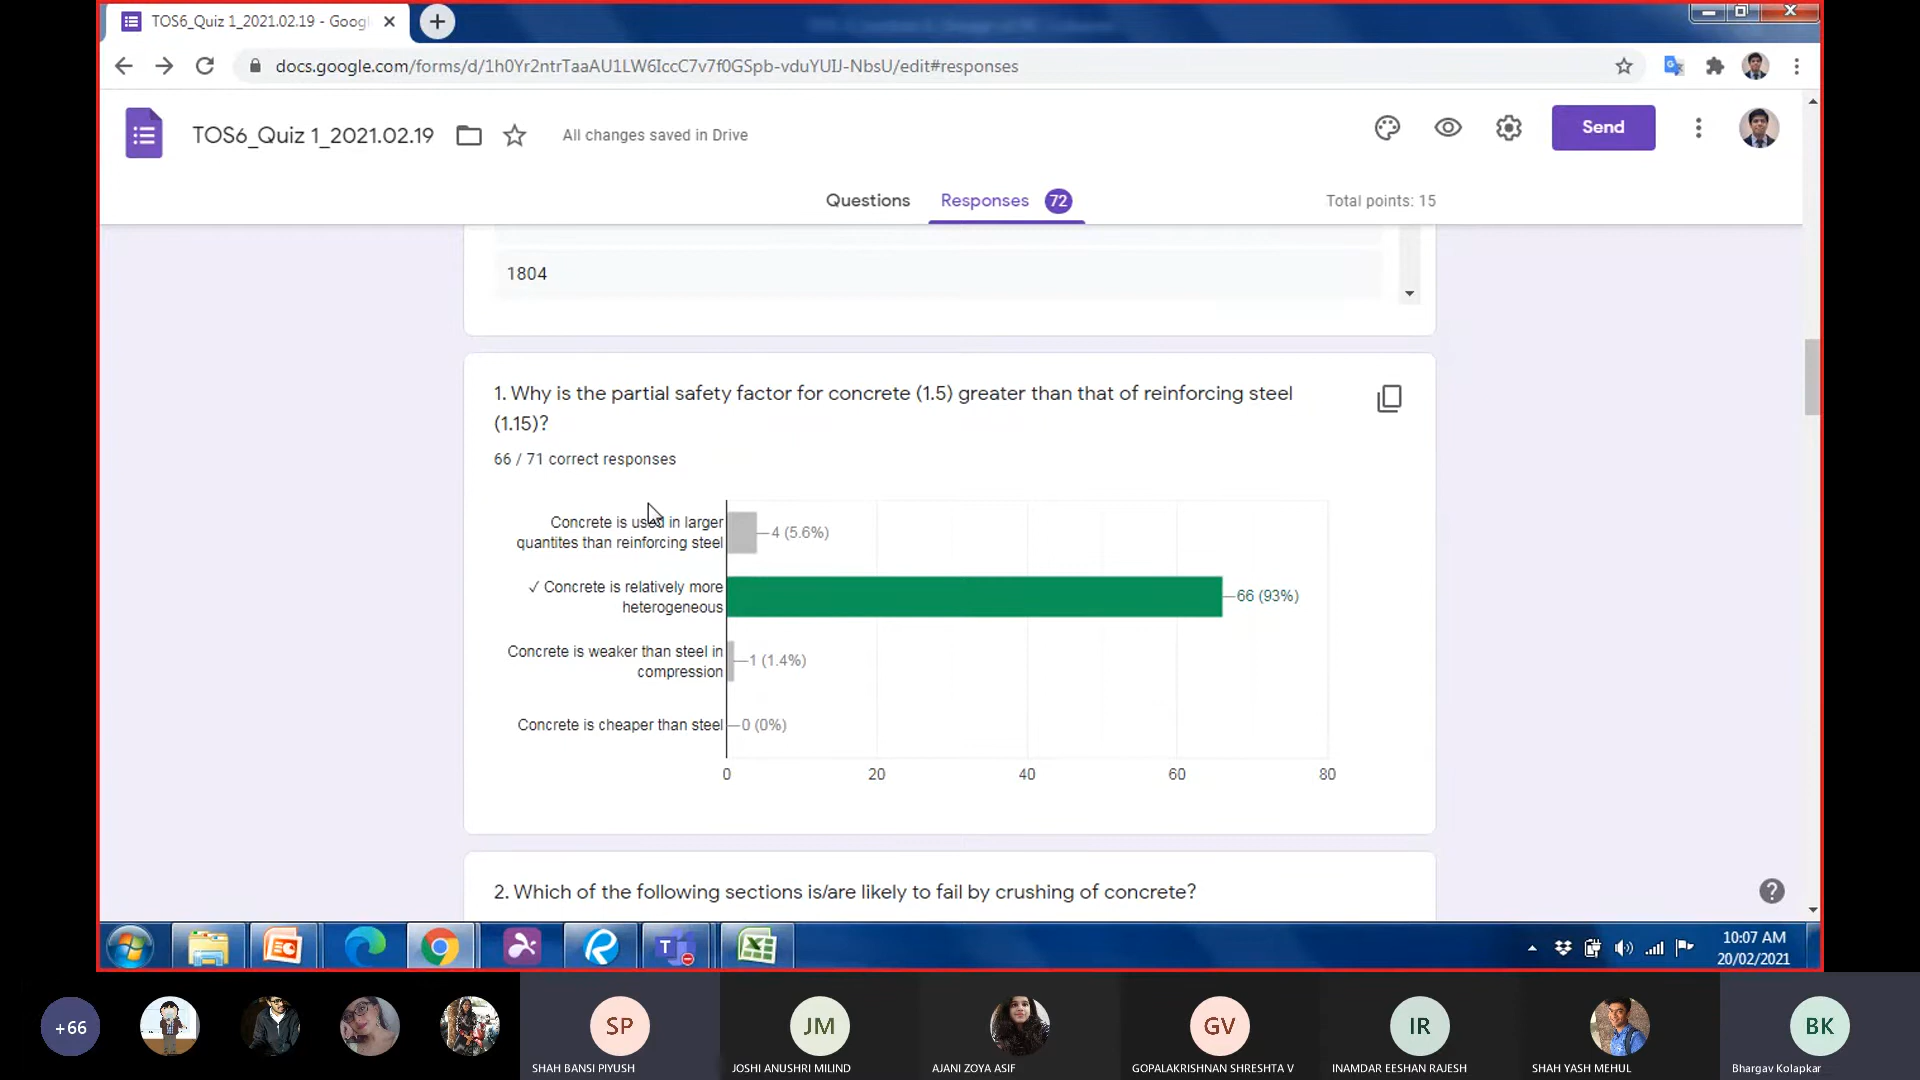 TOS6_Quiz 1_2021.02.19 - Goog
docs.google.com/forms/d/1h0Yr2ntrTaaAU1LW6IccC7v7f0GSpb-vduYUIJ-NbsU/edit#responses
TOS6_Quiz 1_2021.02.19
All changes saved in Drive
Send
Questions
Responses
72
Total points: 15
1804
1. Why is the partial safety factor for concrete (1.5) greater than that of reinforcing steel
(1.15)?
66 / 71 correct responses
Concrete is used in larger
quantites than reinforcing steel
4 (5.6%)
✓ Concrete is relatively more
heterogeneous
66 (93%)
Concrete is weaker than steel in
compression
1 (1.4%)
Concrete is cheaper than steel
0 (0%)
0 20 40 60 80
2. Which of the following sections is/are likely to fail by crushing of concrete?
10:07 AM
20/02/2021
+66
SP
JM
GV
IR
BK
SHAH BANSI PIYUSH
JOSHI ANUSHRI MILIND
AJANI ZOYA ASIF
GOPALAKRISHNAN SHRESHTA V
INAMDAR EESHAN RAJESH
SHAH YASH MEHUL
Bhargav Kolapkar